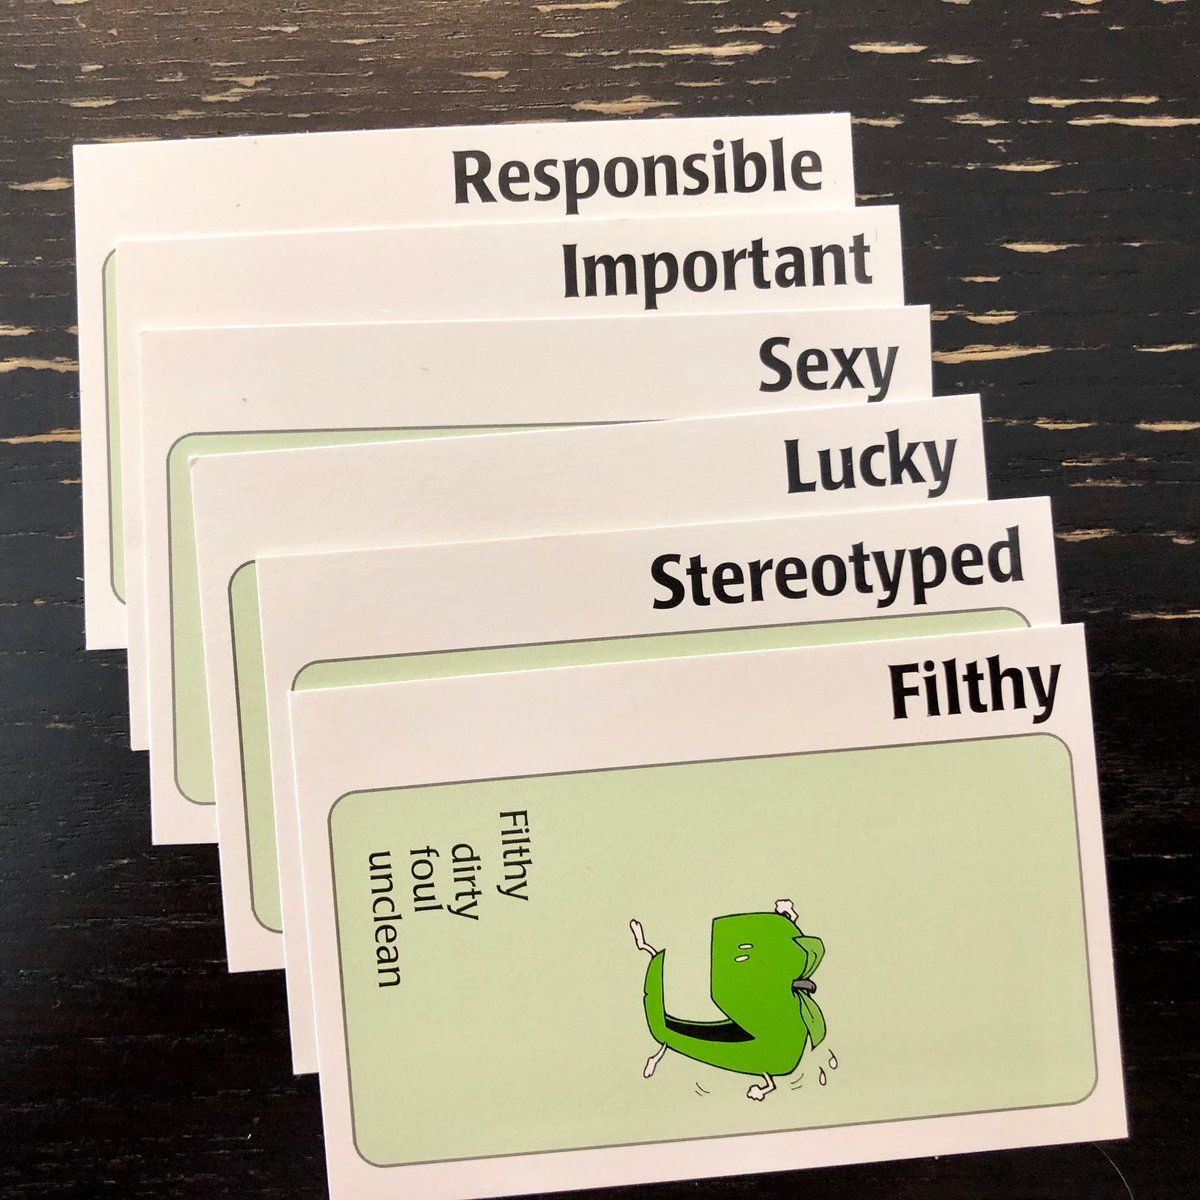 Responsible
Important
Sexy
Lucky
Stereotyped
Filthy
Filthy
dirty
foul
unclean